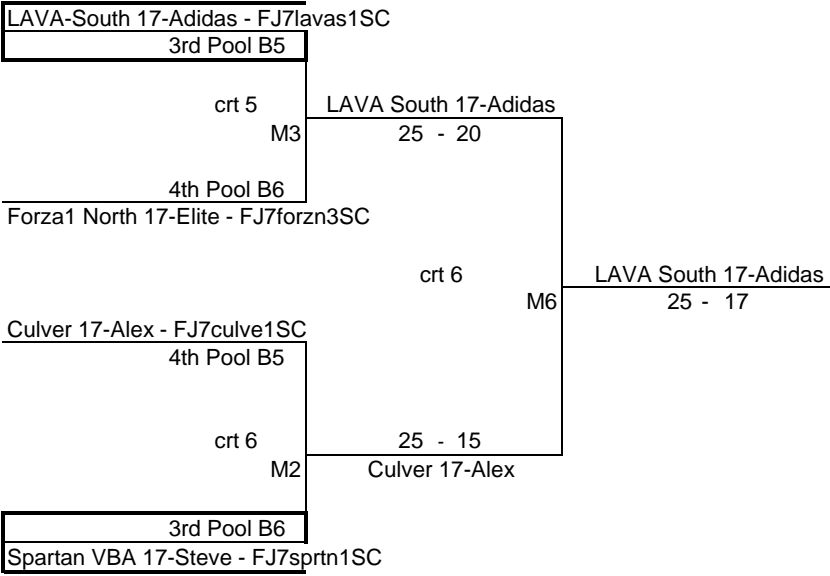 LAVA-South 17-Adidas - FJ7lavas1SC
3rd Pool B5
crt 5
LAVA South 17-Adidas
M3
25 - 20
4th Pool B6
Forza1 North 17-Elite - FJ7forzn3SC
crt 6
LAVA South 17-Adidas
M6
25 - 17
Culver 17-Alex - FJ7culve1SC
4th Pool B5
crt 6
25 - 15
M2
Culver 17-Alex
3rd Pool B6
Spartan VBA 17-Steve - FJ7sprtn1SC